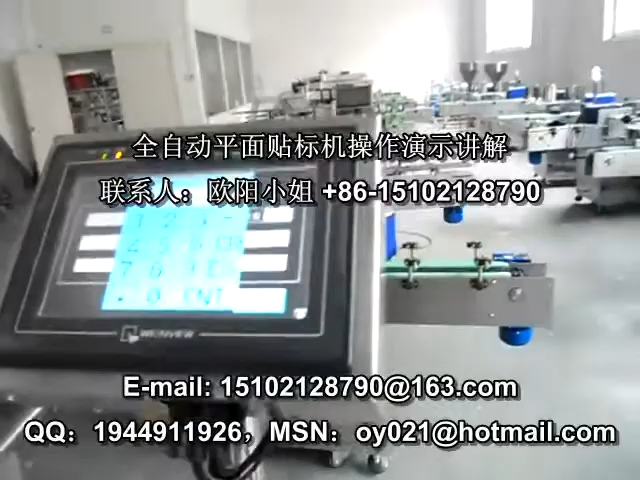 全自动平面贴标机操作演示讲解
联系人：欧阳小姐 +86-15102128790
WEINVIEW
E-mail: 15102128790@163.com
QQ：1944911926，MSN：oy021@hotmail.com